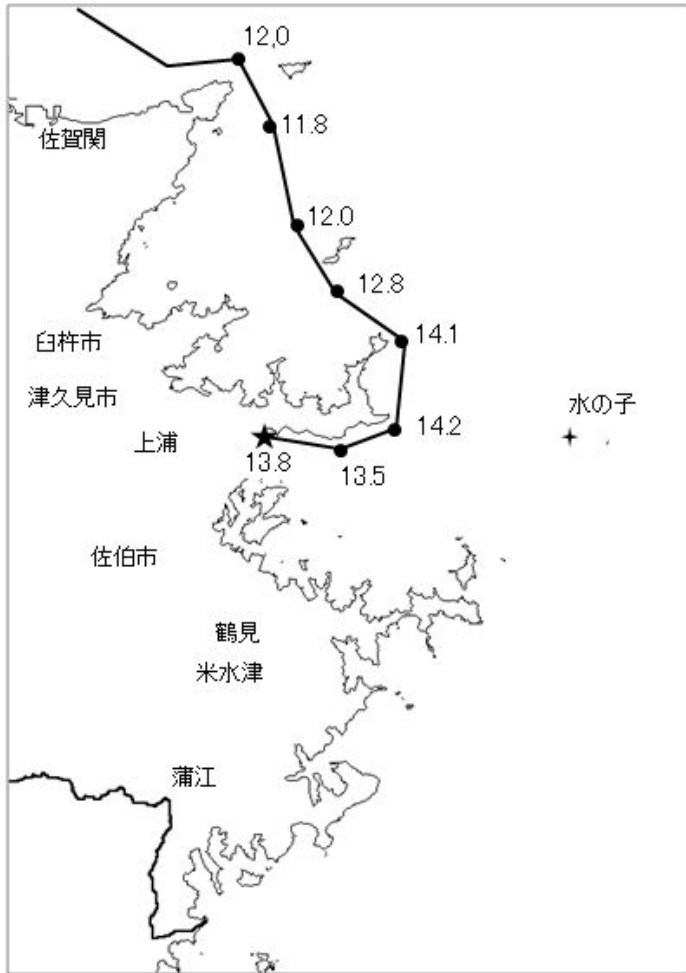 12,0
11.8
佐賀関
12.0
12.8
臼杵市
14.1
津久見市
水の子
14.2
上浦
13.8
13.5
佐伯市
鶴見
米水津
蒲江